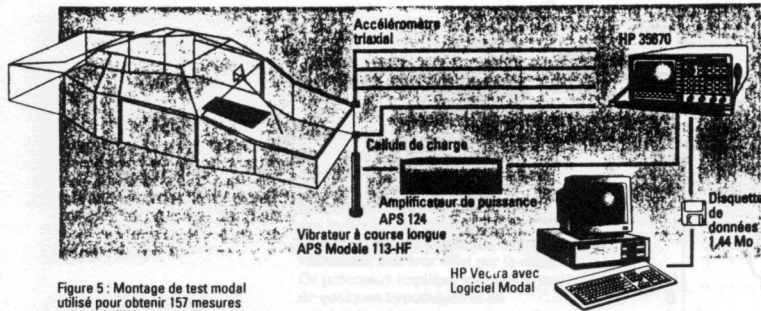 Accéléromètre
triaxial
HP 35670
Cellule de charge
Amplificateur de puissance
APS 124
Vibrateur à course longue
APS Modèle 113-HF
Disquette
de
données
1,44 Mo
HP Vectra avec
Logiciel Modal
Figure 5 : Montage de test modal
utilisé pour obtenir 157 mesures